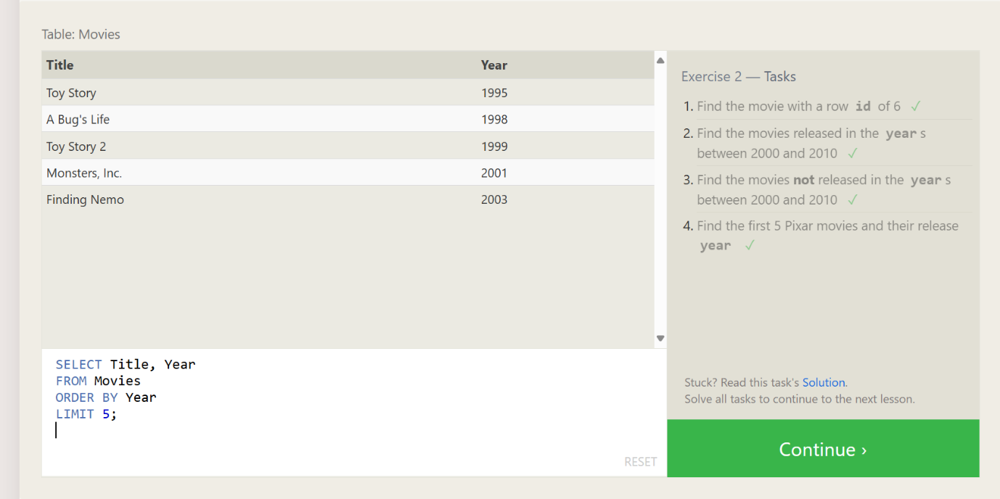 Table: Movies
Title Year
Toy Story 1995
A Bug's Life 1998
Toy Story 2 1999
Monsters, Inc. 2001
Finding Nemo 2003
SELECT Title, Year
FROM Movies
ORDER BY Year
LIMIT 5;
RESET
Exercise 2 — Tasks
1. Find the movie with a row id of 6 ✓
2. Find the movies released in the year s
between 2000 and 2010 ✓
3. Find the movies not released in the year s
between 2000 and 2010 ✓
4. Find the first 5 Pixar movies and their release
year ✓
Stuck? Read this task's Solution.
Solve all tasks to continue to the next lesson.
Continue ›